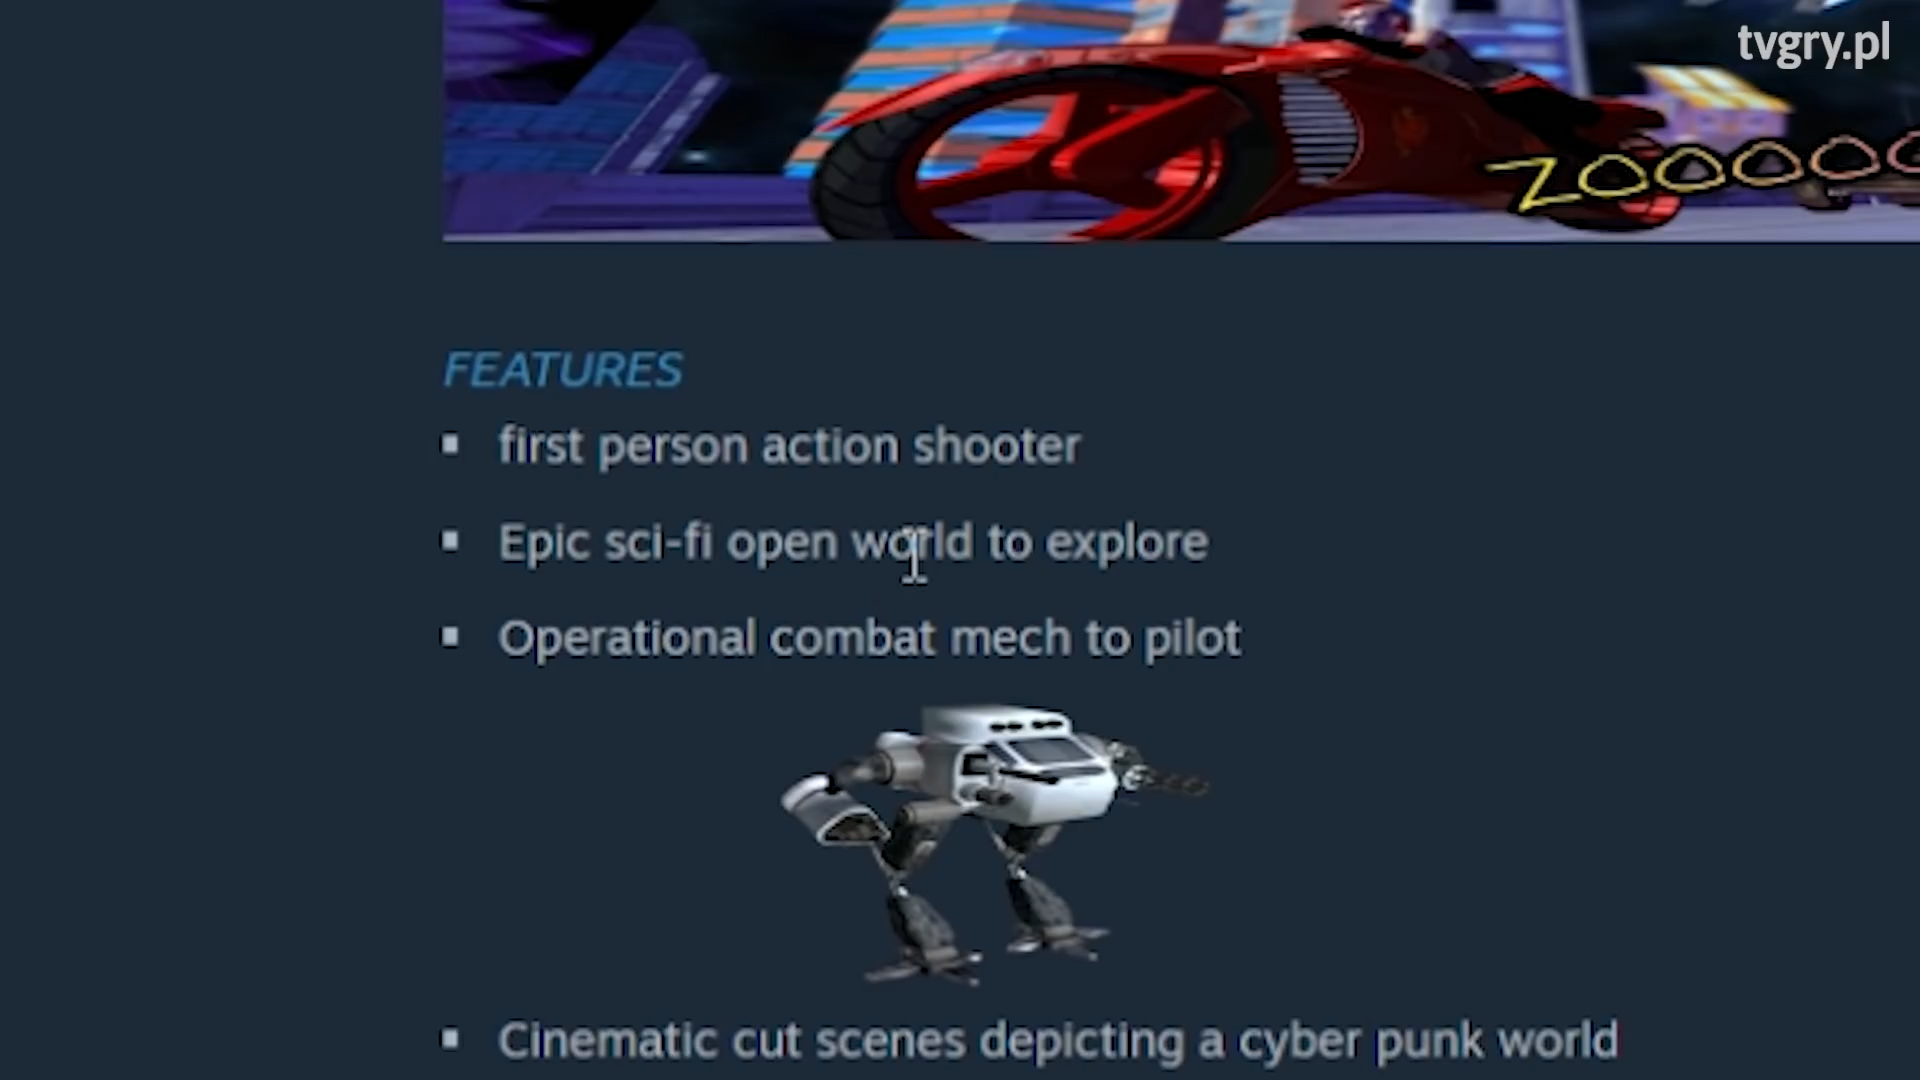 tvgry.pl
ZOOOOO
FEATURES
▪ first person action shooter
▪ Epic sci-fi open world to explore
▪ Operational combat mech to pilot
▪ Cinematic cut scenes depicting a cyber punk world